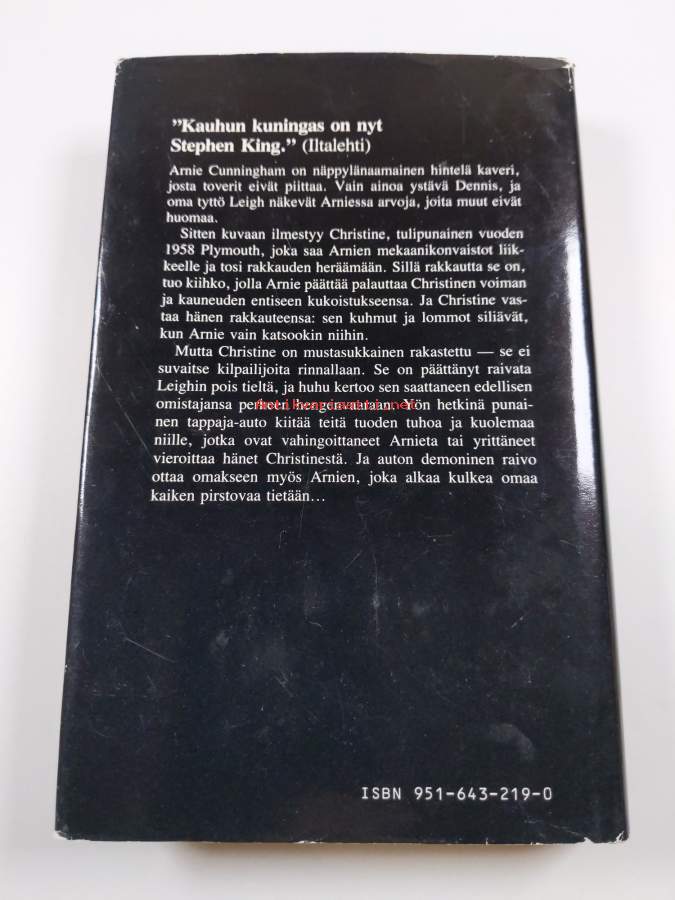 ”Kauhun kuningas on nyt
Stephen King.” (Iltalehti)
Arnie Cunningham on näppylänaamainen hintelä kaveri,
josta toverit eivät piittaa. Vain ainoa ystävä Dennis, ja
oma tyttö Leigh näkevät Arniessa arvoja, joita muut eivät
huomaa.
Sitten kuvaan ilmestyy Christine, tulipunainen vuoden
1958 Plymouth, joka saa Arnien mekaanikonvaistot liik-
keelle ja tosi rakkauden heräämään. Sillä rakkautta se on,
tuo kiihko, jolla Arnie päättää palauttaa Christinen voiman
ja kauneuden entiseen kukoistukseensa. Ja Christine vas-
taa hänen rakkauteensa: sen kuhmut ja lommot siliävät,
kun Arnie vain katsookin niihin.
Mutta Christine on mustasukkainen rakastettu — se ei
suvaitse kilpailijoita rinnallaan. Se on päättänyt raivata
Leighin pois tieltä, ja huhu kertoo sen saattaneen edellisen
omistajansa perheen Yön hetkinä punai-
Antikvariaatti.net
nen tappaja-auto kiitää teitä tuoden tuhoa ja kuolemaa
niille, jotka ovat vahingoittaneet Arnieta tai yrittäneet
vieroittaa hänet Christinestä. Ja auton demoninen raivo
ottaa omakseen myös Arnien, joka alkaa kulkea omaa
kaiken pirstovaa tietään…
ISBN 951-643-219-0